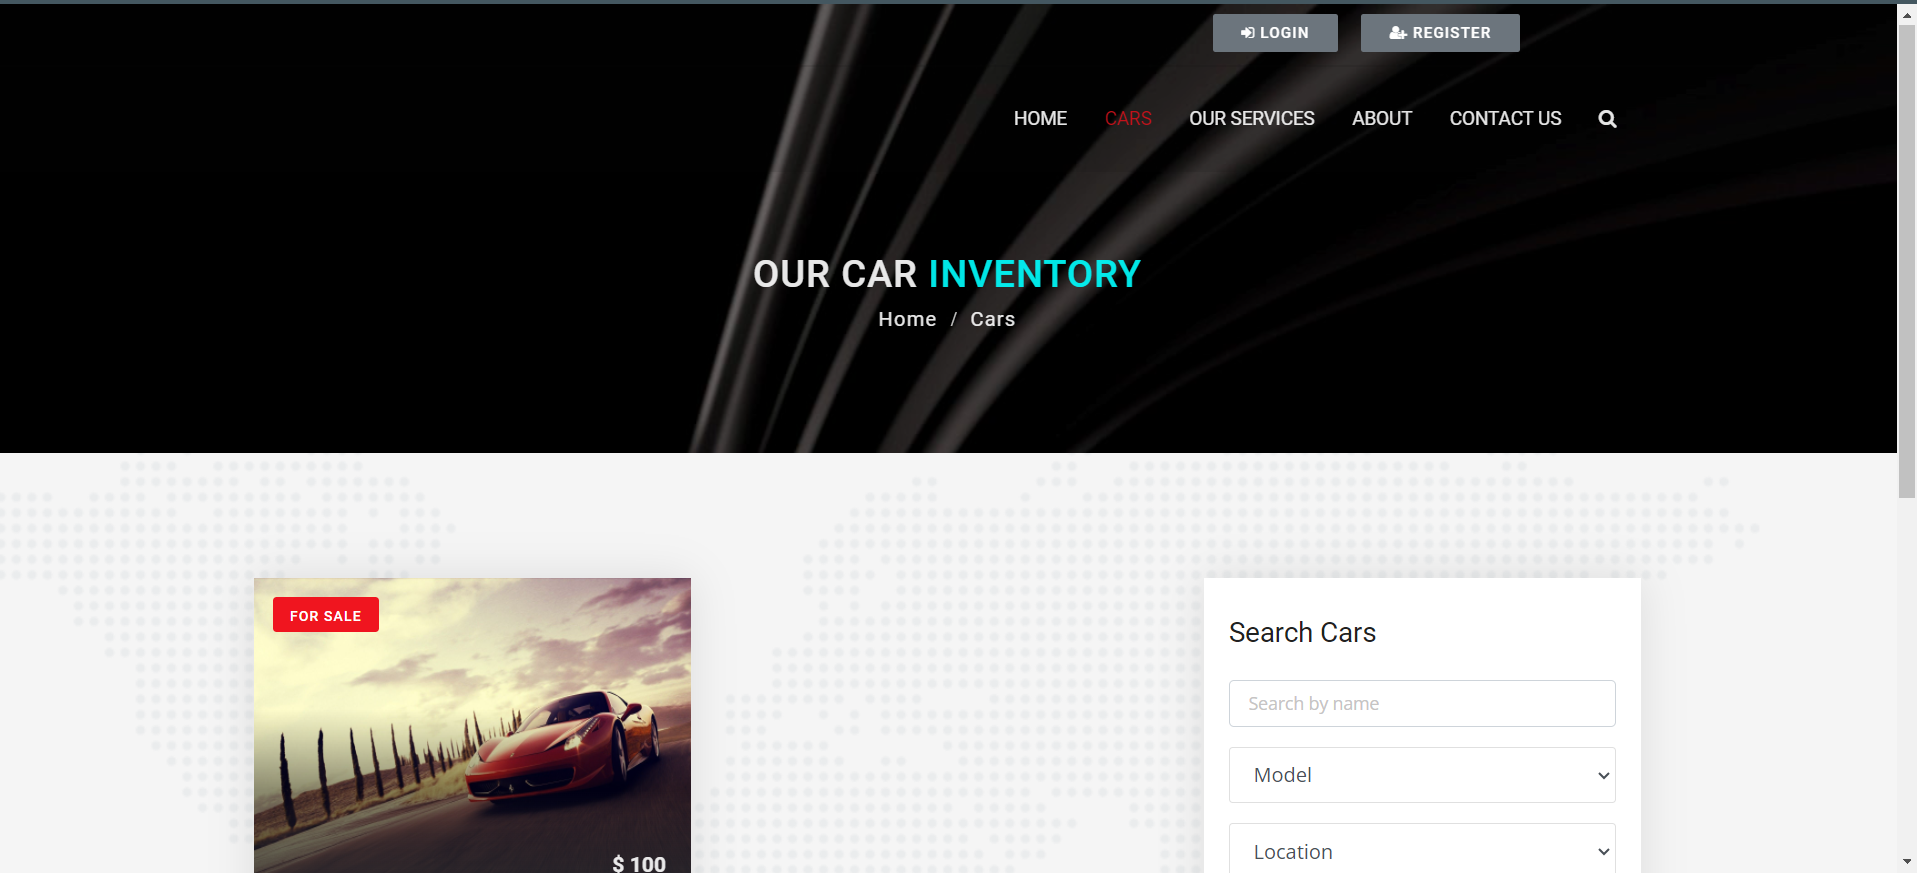 LOGIN
REGISTER
HOME
CARS
OUR SERVICES
ABOUT
CONTACT US
OUR CAR INVENTORY
Home / Cars
FOR SALE
$ 100
Search Cars
Search by name
Model
Location